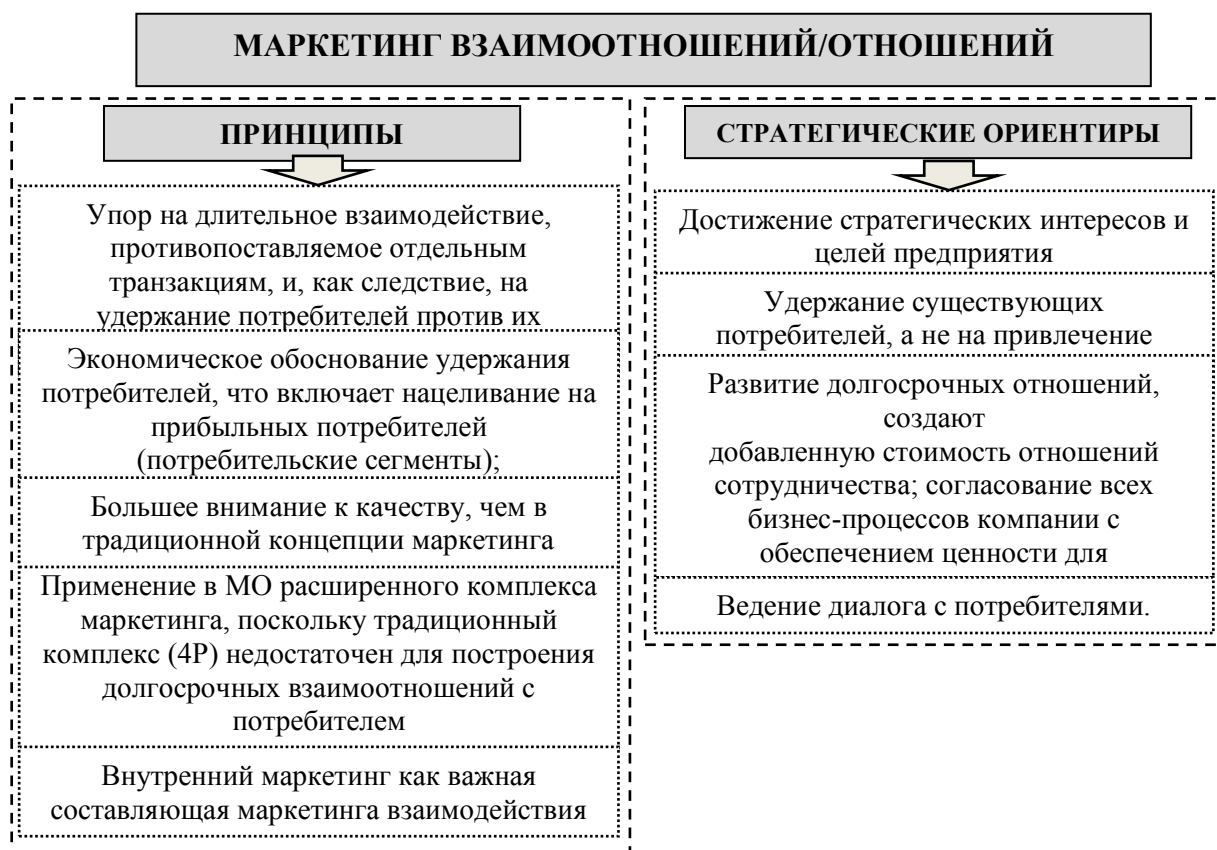 МАРКЕТИНГ ВЗАИМООТНОШЕНИЙ/ОТНОШЕНИЙ
ПРИНЦИПЫ
Упор на длительное взаимодействие,
противопоставляемое отдельным
транзакциям, и, как следствие, на
удержание потребителей против их
Экономическое обоснование удержания
потребителей, что включает нацеливание на
прибыльных потребителей
(потребительские сегменты);
Большее внимание к качеству, чем в
традиционной концепции маркетинга
Применение в МО расширенного комплекса
маркетинга, поскольку традиционный
комплекс (4Р) недостаточен для построения
долгосрочных взаимоотношений с
потребителем
Внутренний маркетинг как важная
составляющая маркетинга взаимодействия
СТРАТЕГИЧЕСКИЕ ОРИЕНТИРЫ
Достижение стратегических интересов и
целей предприятия
Удержание существующих
потребителей, а не на привлечение
Развитие долгосрочных отношений,
создают
добавленную стоимость отношений
сотрудничества; согласование всех
бизнес-процессов компании с
обеспечением ценности для
Ведение диалога с потребителями.